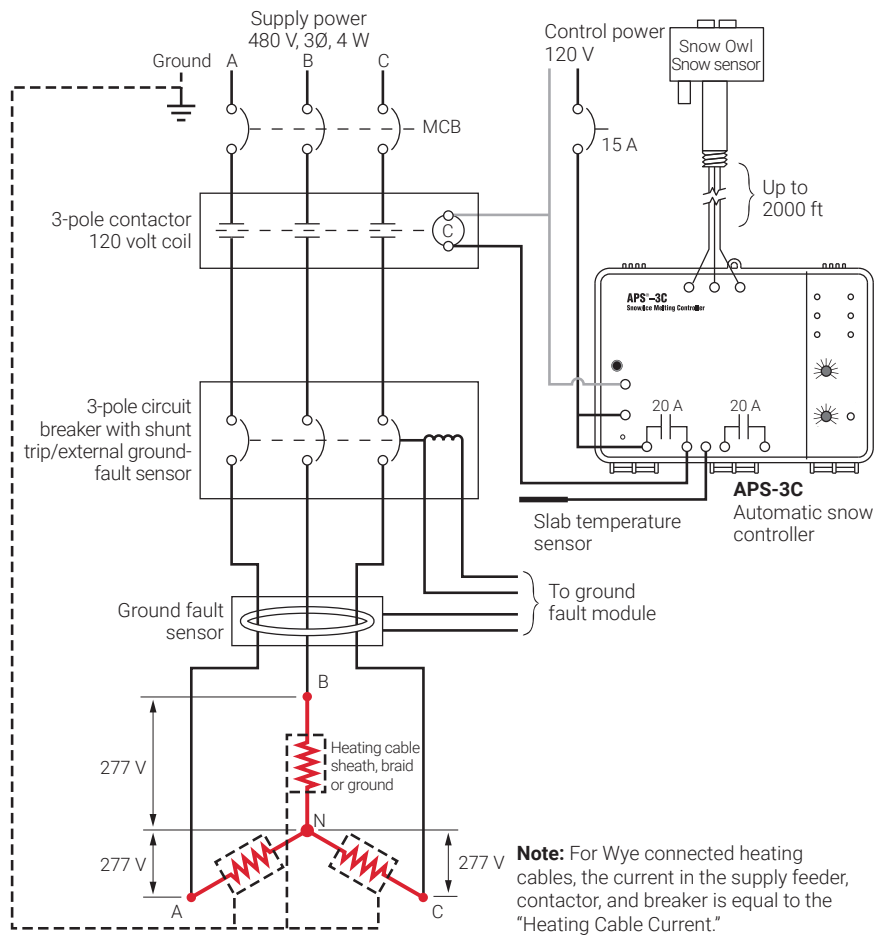 Supply power
480 V, 3Ø, 4 W
Ground
A
B
C
MCB
Control power
120 V
15 A
Snow Owl
Snow sensor
Up to
2000 ft
3-pole contactor
120 volt coil
C
APS®–3C
Snow/Ice Melting Controller
20 A
20 A
APS-3C
Automatic snow
controller
Slab temperature
sensor
3-pole circuit
breaker with shunt
trip/external ground-
fault sensor
To ground
fault module
Ground fault
sensor
B
Heating cable
sheath, braid
or ground
277 V
N
277 V
277 V
A
C
Note: For Wye connected heating
cables, the current in the supply feeder,
contactor, and breaker is equal to the
“Heating Cable Current.”